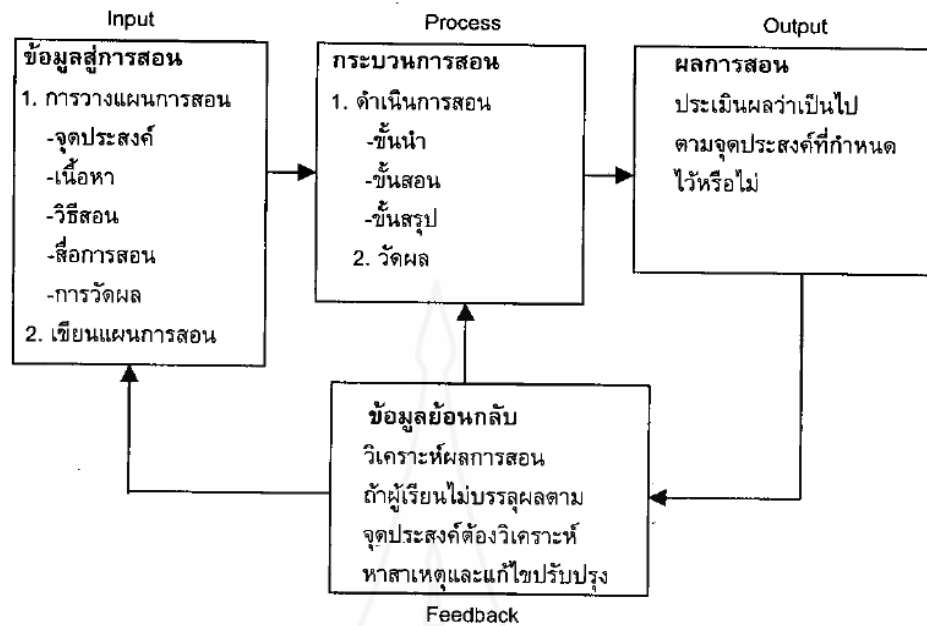 Input
ข้อมูลสู่การสอน
1. การวางแผนการสอน
-จุดประสงค์
-เนื้อหา
-วิธีสอน
-สื่อการสอน
-การวัดผล
2. เขียนแผนการสอน
Process
กระบวนการสอน
1. ดำเนินการสอน
-ขั้นนำ
-ขั้นสอน
-ขั้นสรุป
2. วัดผล
Output
ผลการสอน
ประเมินผลว่าเป็นไป
ตามจุดประสงค์ที่กำหนด
ไว้หรือไม่
ข้อมูลย้อนกลับ
วิเคราะห์ผลการสอน
ถ้าผู้เรียนไม่บรรลุผลตาม
จุดประสงค์ต้องวิเคราะห์
หาสาเหตุและแก้ไขปรับปรุง
Feedback